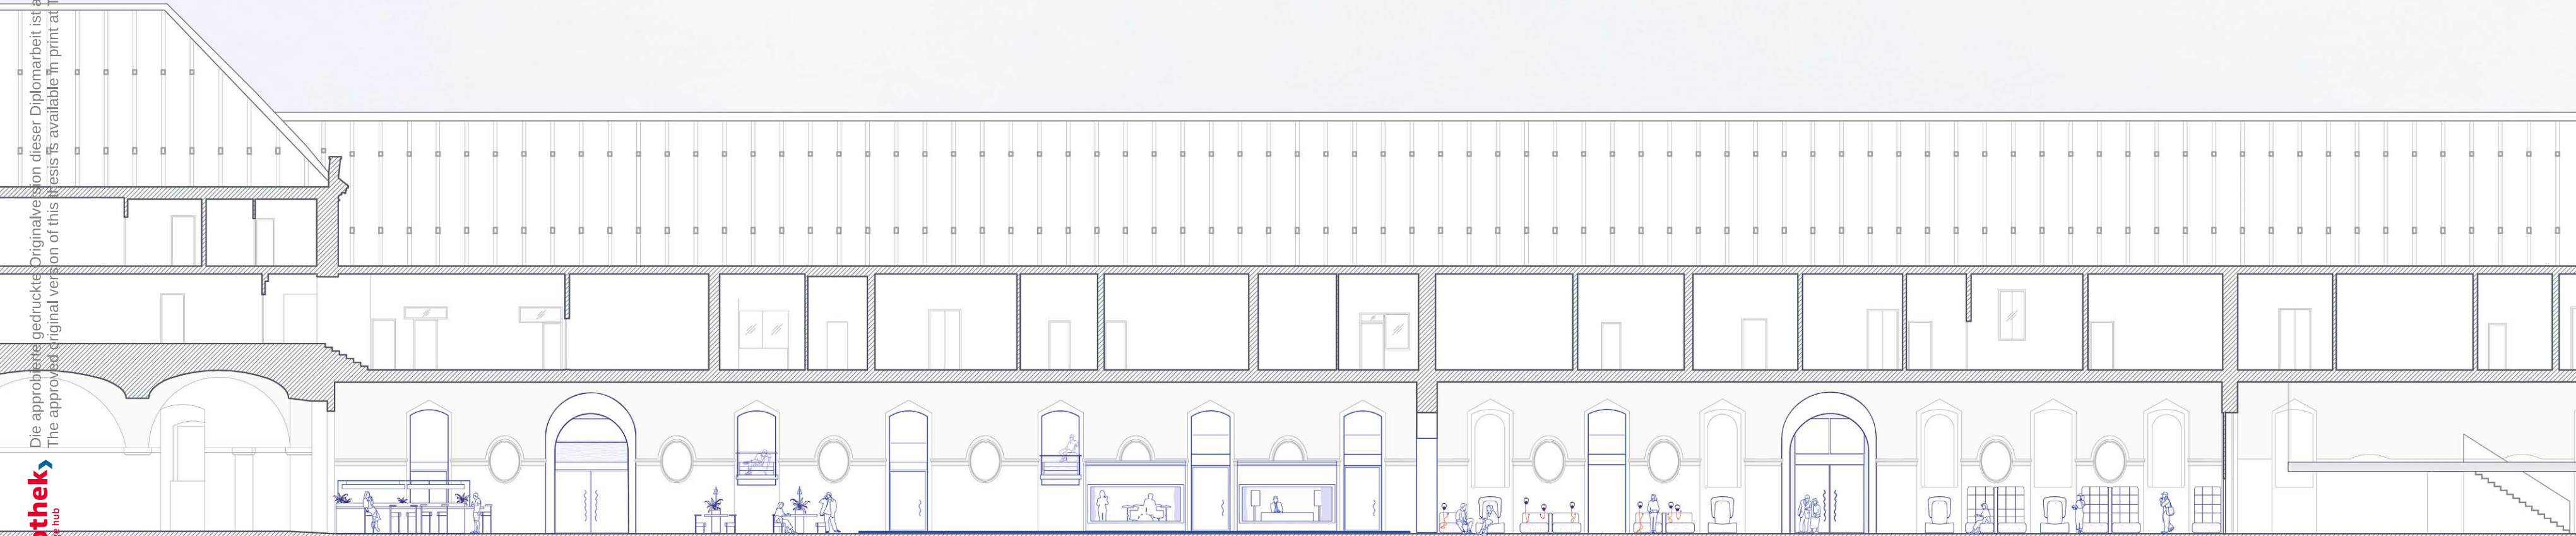 Die approbierte gedruckte Originalversion dieser Diplomarbeit ist
The approved original version of this thesis is available in print at
othek
hub